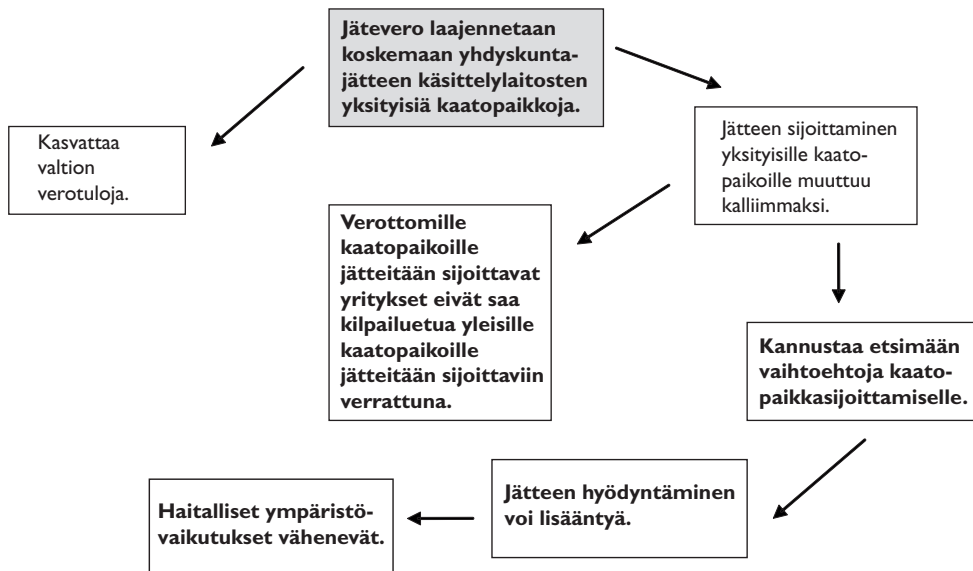 Jätevero laajennetaan
koskemaan yhdyskunta-
jätteen käsittelylaitosten
yksityisiä kaatopaikkoja.
Kasvattaa
valtion
verotuloja.
Jätteen sijoittaminen
yksityisille kaato-
paikoille muuttuu
kalliimmaksi.
Verottomille
kaatopaikoille
jätteitään sijoittavat
yritykset eivät saa
kilpailuetua yleisille
kaatopaikoille
jätteitään sijoittaviin
verrattuna.
Kannustaa etsimään
vaihtoehtoja kaato-
paikkasijoittamiselle.
Jätteen hyödyntäminen
voi lisääntyä.
Haitalliset ympäristö-
vaikutukset vähenevät.